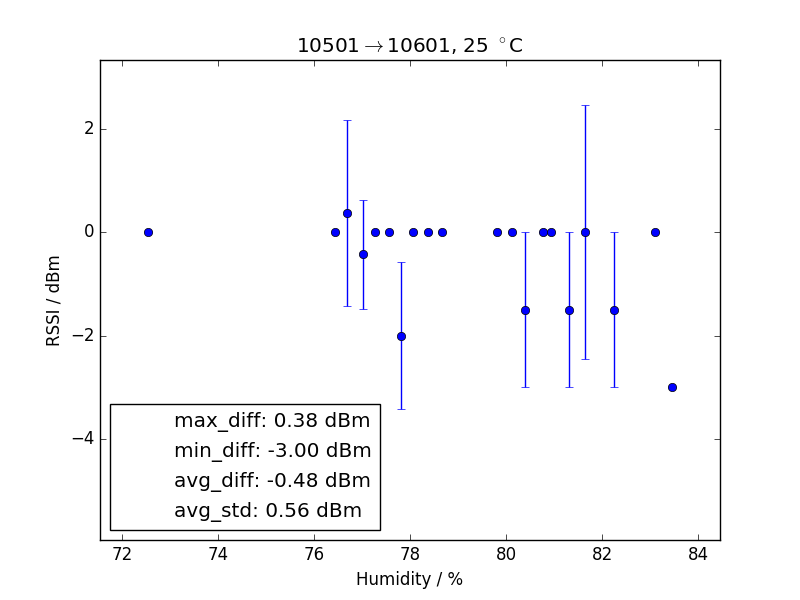 10501→10601, 25 °C
2
0
−2
−4
RSSI / dBm
max_diff: 0.38 dBm
min_diff: -3.00 dBm
avg_diff: -0.48 dBm
avg_std: 0.56 dBm
72 74 76 78 80 82 84
Humidity / %